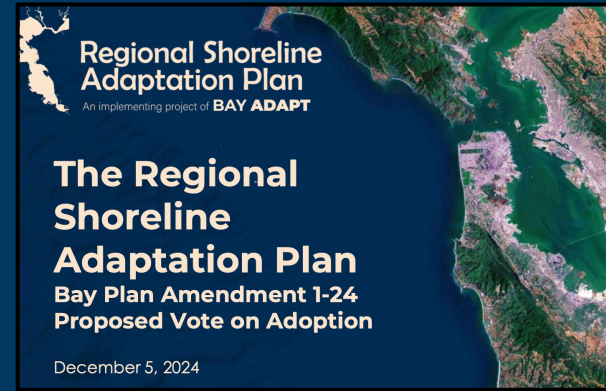 Regional Shoreline
Adaptation Plan
An implementing project of BAY ADAPT
The Regional
Shoreline
Adaptation Plan
Bay Plan Amendment 1-24
Proposed Vote on Adoption
December 5, 2024